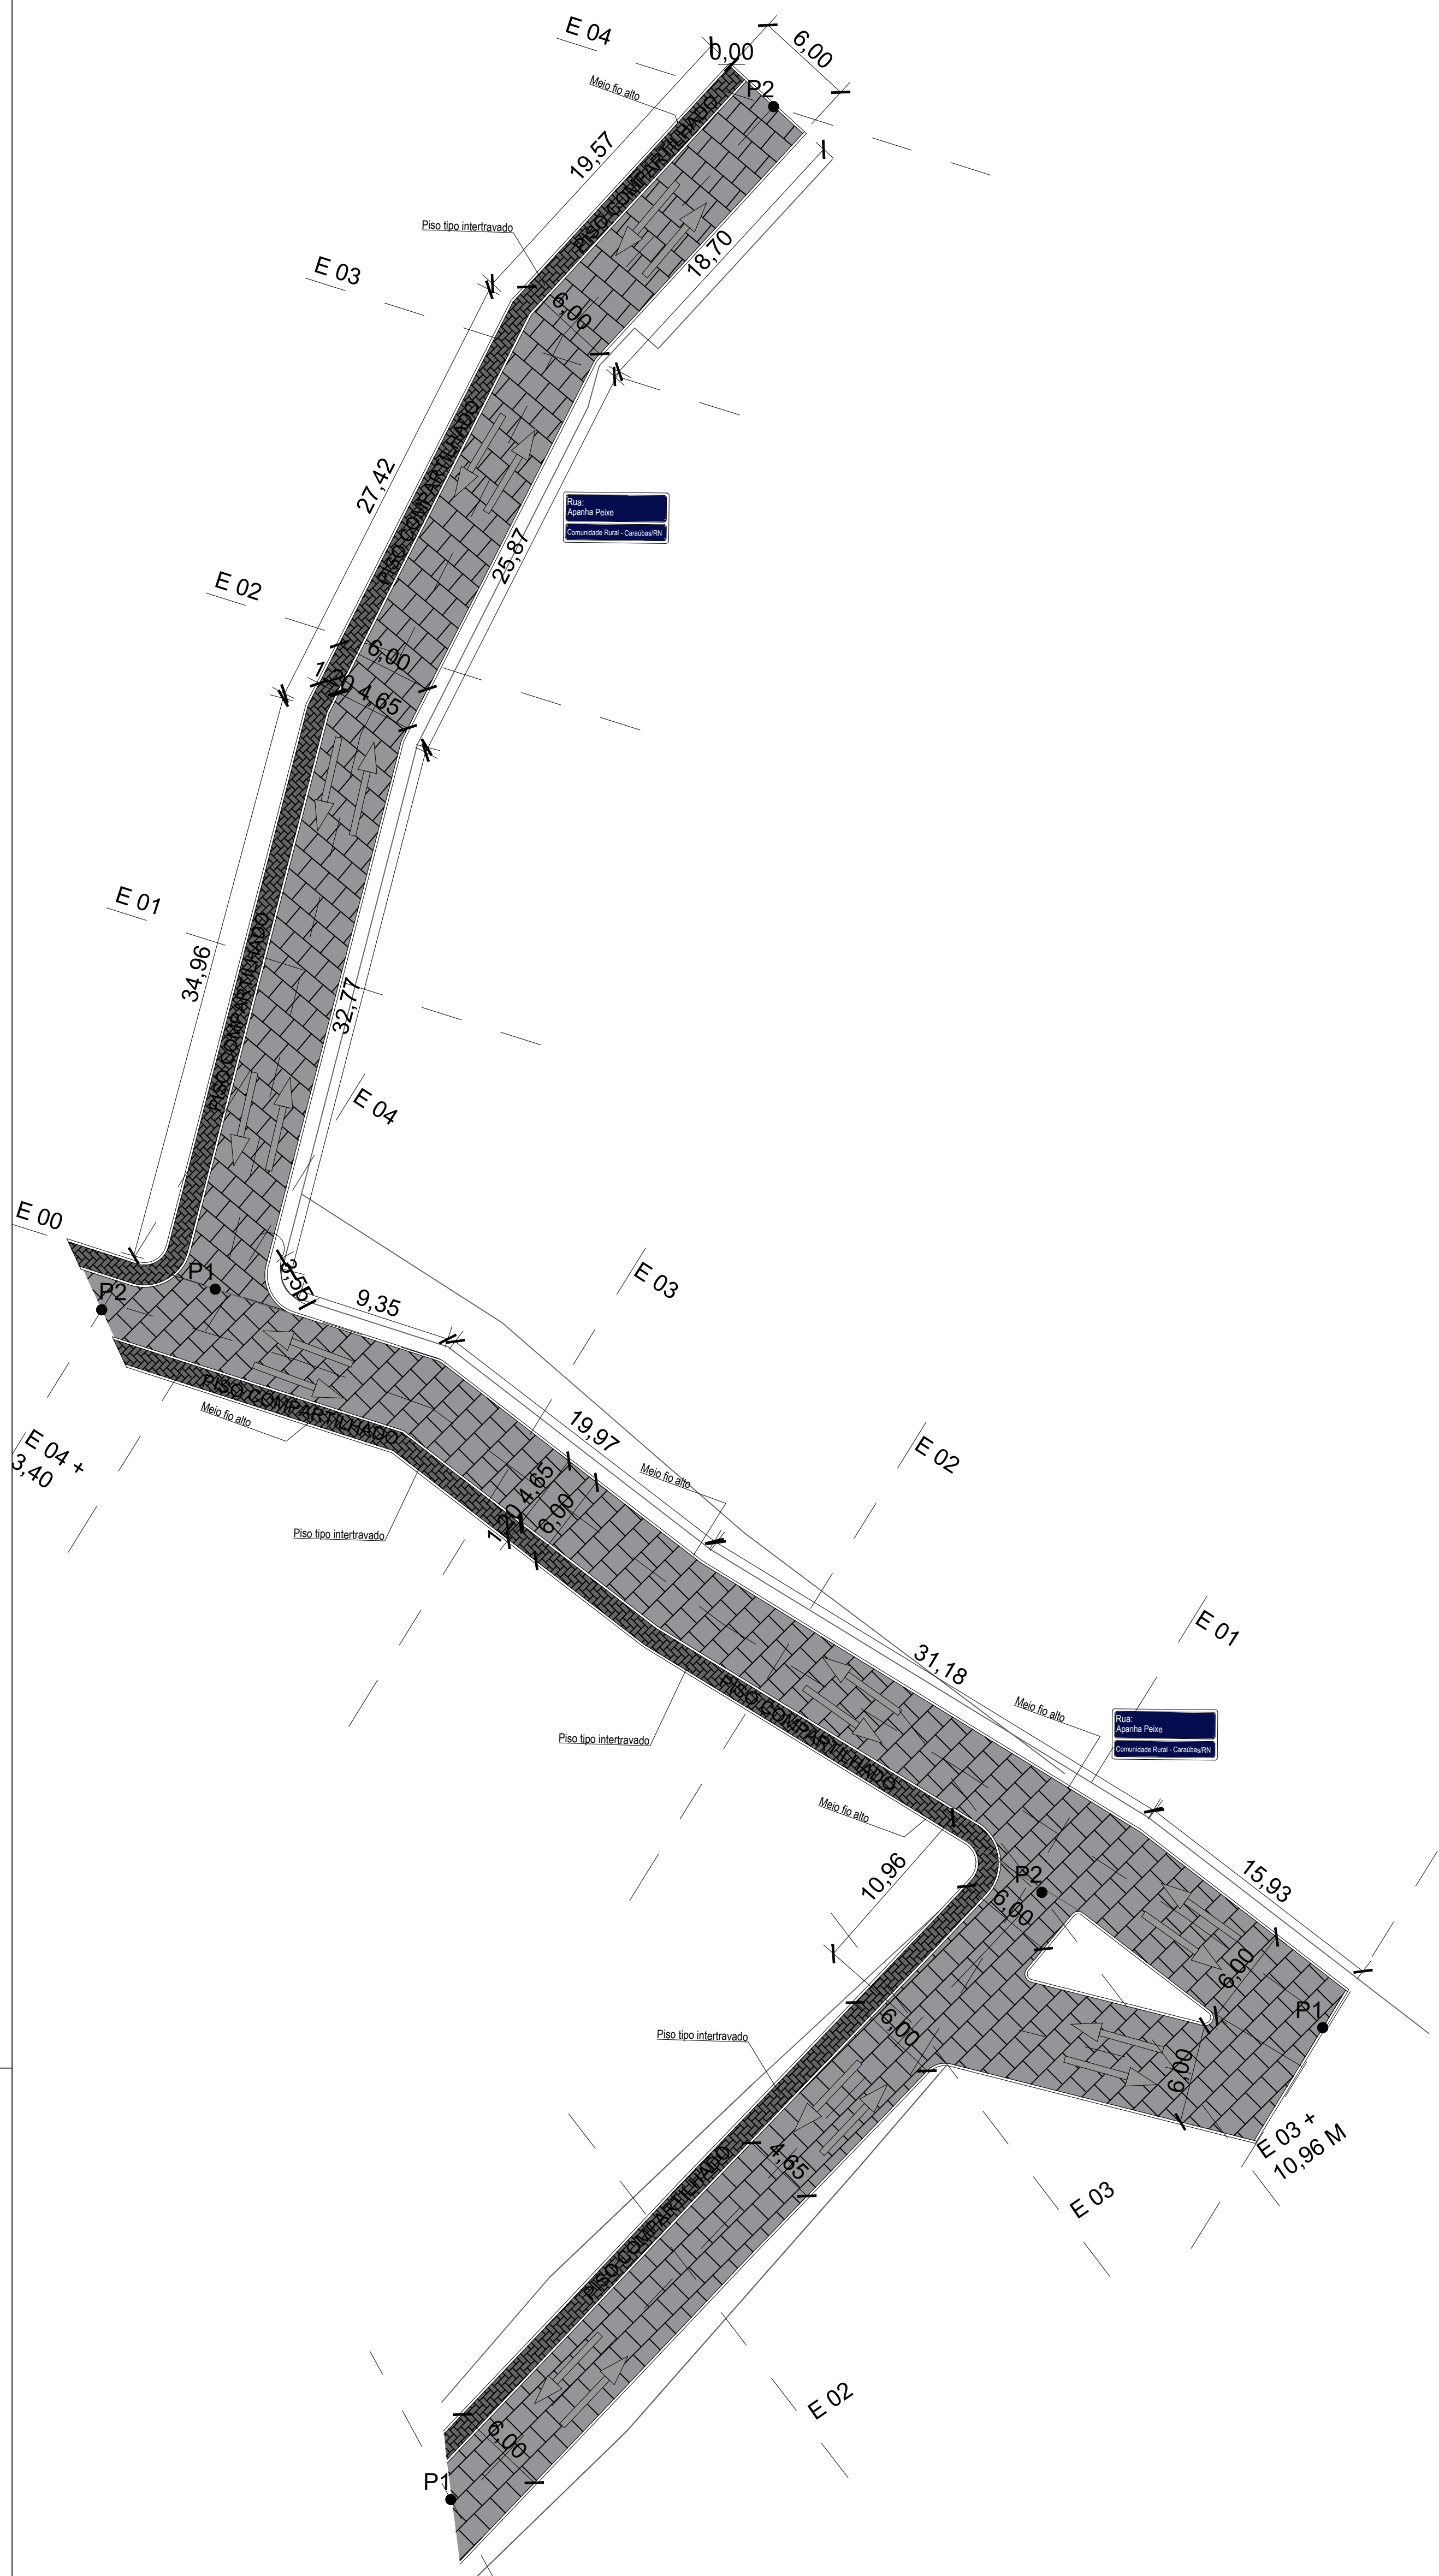 E 04
0,00
6,00
Meio fio alto
P2
PISO COMPARTILHADO
19,57
Piso tipo intertravado
18,70
E 03
6,00
PISO COMPARTILHADO
27,42
Rua:
Apanha Peixe
Comunidade Rural - Caraúbas/RN
25,87
E 02
6,00
1,20
4,65
E 01
PISO COMPARTILHADO
34,96
32,77
E 04
E 00
P1
P2
3,55
9,35
E 03
PISO COMPARTILHADO
Meio fio alto
E 04 +
3,40
19,97
E 02
4,65
1,20
6,00
Meio fio alto
Piso tipo intertravado
E 01
31,18
PISO COMPARTILHADO
Meio fio alto
Rua:
Apanha Peixe
Comunidade Rural - Caraúbas/RN
Piso tipo intertravado
Meio fio alto
10,96
P2
6,00
15,93
6,00
P1
6,00
Piso tipo intertravado
6,00
E 03 +
10,96 M
4,65
E 03
PISO COMPARTILHADO
E 02
6,00
P1